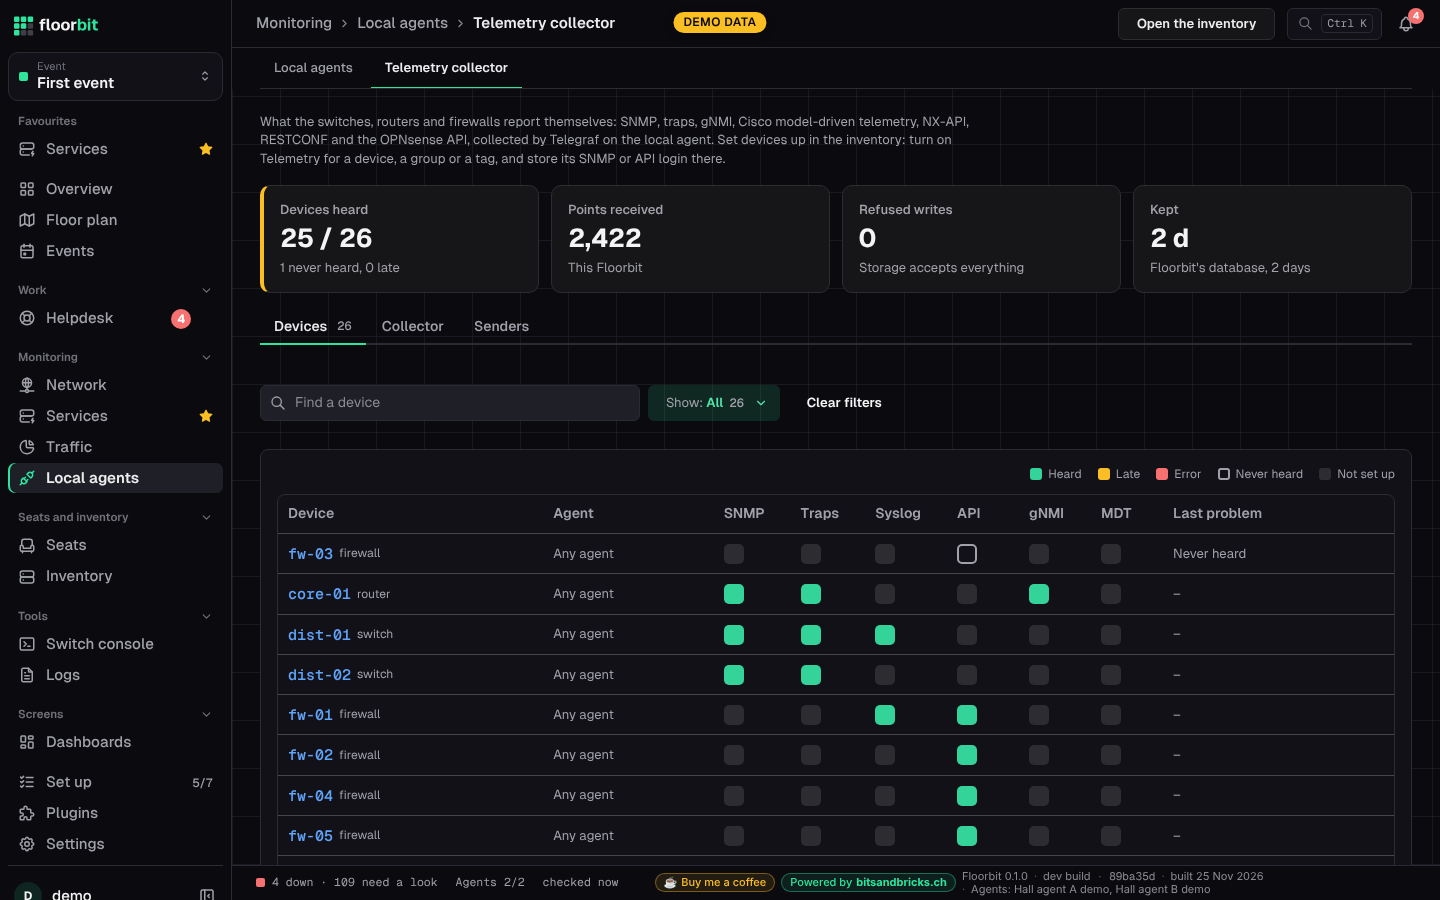 floorbit
Event
First event
Favourites
Services
Overview
Floor plan
Events
Work
Helpdesk 4
Monitoring
Network
Services
Traffic
Local agents
Seats and inventory
Seats
Inventory
Tools
Switch console
Logs
Screens
Dashboards
Set up 5/7
Plugins
Settings
D demo
Monitoring > Local agents > Telemetry collector
DEMO DATA
Open the inventory
Ctrl K
4
Local agents Telemetry collector
What the switches, routers and firewalls report themselves: SNMP, traps, gNMI, Cisco model-driven telemetry, NX-API,
RESTCONF and the OPNsense API, collected by Telegraf on the local agent. Set devices up in the inventory: turn on
Telemetry for a device, a group or a tag, and store its SNMP or API login there.
Devices heard
25 / 26
1 never heard, 0 late
Points received
2,422
This Floorbit
Refused writes
0
Storage accepts everything
Kept
2 d
Floorbit's database, 2 days
Devices 26 Collector Senders
Find a device
Show: All 26
Clear filters
Heard Late Error Never heard Not set up
Device Agent SNMP Traps Syslog API gNMI MDT Last problem
fw-03 firewall Any agent Never heard
core-01 router Any agent –
dist-01 switch Any agent –
dist-02 switch Any agent –
fw-01 firewall Any agent –
fw-02 firewall Any agent –
fw-04 firewall Any agent –
fw-05 firewall Any agent –
4 down · 109 need a look Agents 2/2 checked now
Buy me a coffee
Powered by bitsandbricks.ch
Floorbit 0.1.0 · dev build · 89ba35d · built 25 Nov 2026
· Agents: Hall agent A demo, Hall agent B demo